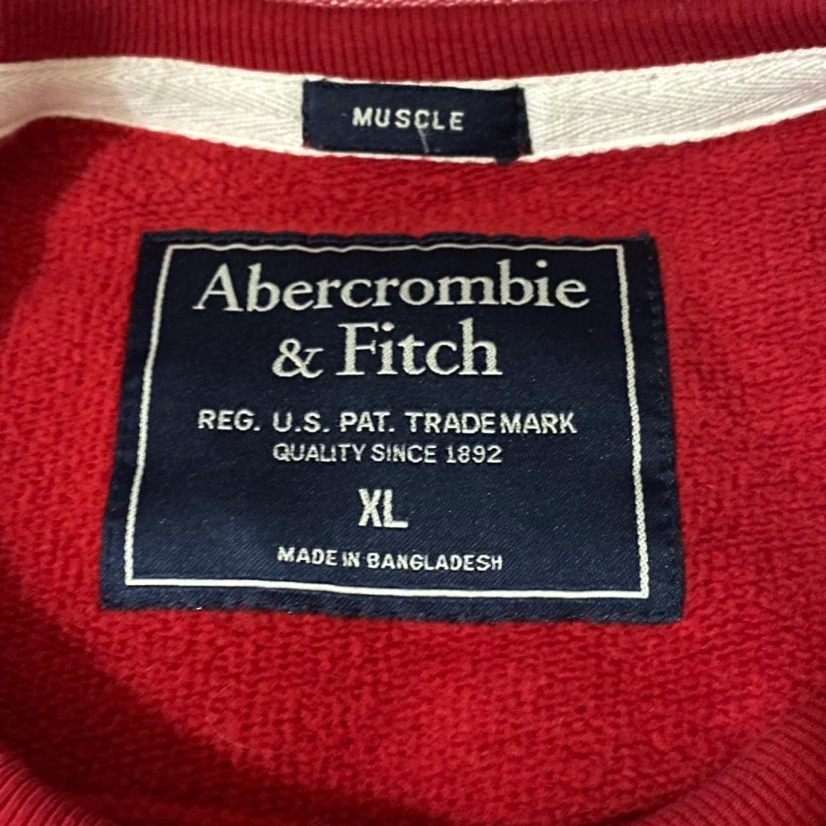 MUSCLE
Abercrombie
& Fitch
REG. U.S. PAT. TRADEMARK
QUALITY SINCE 1892
XL
MADE IN BANGLADESH